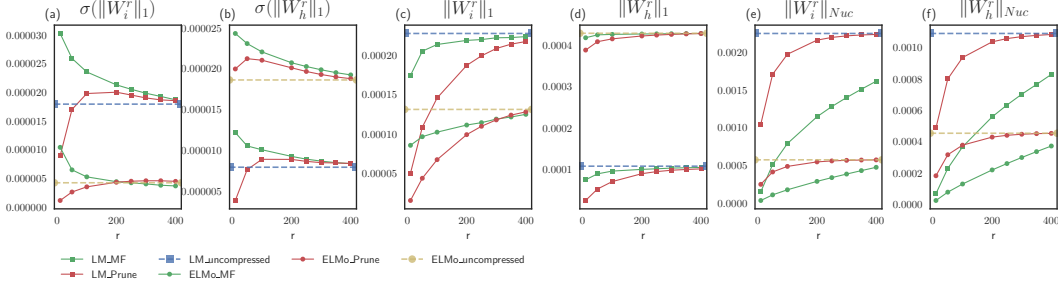 (a) σ(‖W_i^r‖_1)
0.000030
0.000025
0.000020
0.000015
0.000010
0.000005
0.000000
0 200 400
r
(b) σ(‖W_h^r‖_1)
0.000025
0.000020
0.000015
0.000010
0.000005
0 200 400
r
(c) ‖W_i^r‖_1
0.00020
0.00015
0.00010
0.00005
0 200 400
r
(d) ‖W_h^r‖_1
0.0004
0.0003
0.0002
0.0001
0 200 400
r
(e) ‖W_i^r‖_{Nuc}
0.0020
0.0015
0.0010
0.0005
0.0000
0 200 400
r
(f) ‖W_h^r‖_{Nuc}
0.0010
0.0008
0.0006
0.0004
0.0002
0.0000
0 200 400
r
LM_MF LM_uncompressed ELMo_Prune ELMo_uncompressed
LM_Prune ELMo_MF